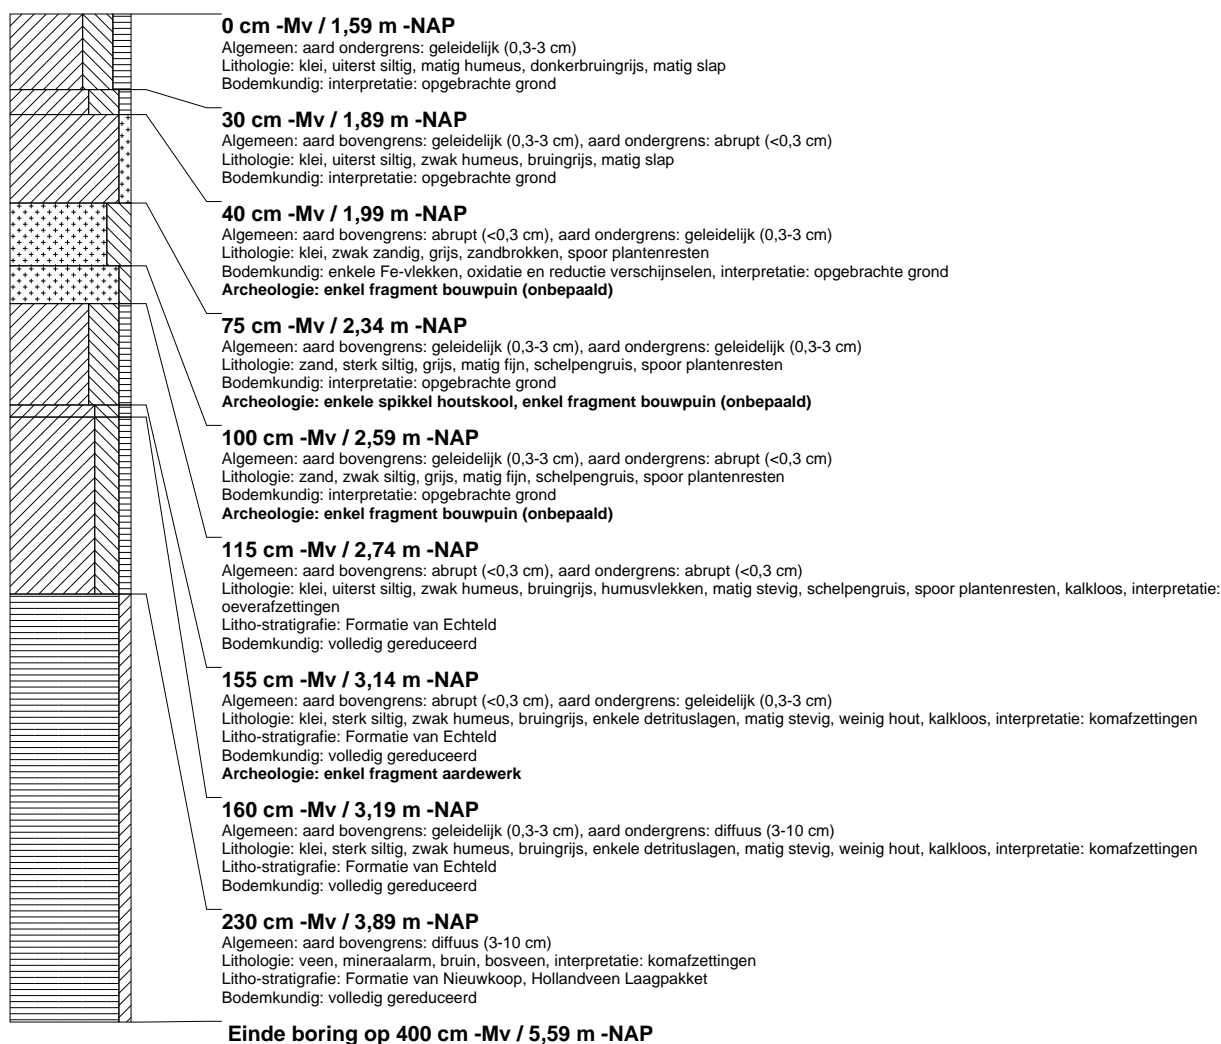 0 cm -Mv / 1,59 m -NAP
Algemeen: aard ondergrens: geleidelijk (0,3-3 cm)
Lithologie: klei, uiterst siltig, matig humeus, donkerbruingrijs, matig slap
Bodemkundig: interpretatie: opgebrachte grond
30 cm -Mv / 1,89 m -NAP
Algemeen: aard bovengrens: geleidelijk (0,3-3 cm), aard ondergrens: abrupt (<0,3 cm)
Lithologie: klei, uiterst siltig, zwak humeus, bruingrijs, matig slap
Bodemkundig: interpretatie: opgebrachte grond
40 cm -Mv / 1,99 m -NAP
Algemeen: aard bovengrens: abrupt (<0,3 cm), aard ondergrens: geleidelijk (0,3-3 cm)
Lithologie: klei, zwak zandig, grijs, zandbrokken, spoor plantenresten
Bodemkundig: enkele Fe-vlekken, oxidatie en reductie verschijnselen, interpretatie: opgebrachte grond
Archeologie: enkel fragment bouwpuin (onbepaald)
75 cm -Mv / 2,34 m -NAP
Algemeen: aard bovengrens: geleidelijk (0,3-3 cm), aard ondergrens: geleidelijk (0,3-3 cm)
Lithologie: zand, sterk siltig, grijs, matig fijn, schelpengruis, spoor plantenresten
Bodemkundig: interpretatie: opgebrachte grond
Archeologie: enkele spikkel houtskool, enkel fragment bouwpuin (onbepaald)
100 cm -Mv / 2,59 m -NAP
Algemeen: aard bovengrens: geleidelijk (0,3-3 cm), aard ondergrens: abrupt (<0,3 cm)
Lithologie: zand, zwak siltig, grijs, matig fijn, schelpengruis, spoor plantenresten
Bodemkundig: interpretatie: opgebrachte grond
Archeologie: enkel fragment bouwpuin (onbepaald)
115 cm -Mv / 2,74 m -NAP
Algemeen: aard bovengrens: abrupt (<0,3 cm), aard ondergrens: abrupt (<0,3 cm)
Lithologie: klei, uiterst siltig, zwak humeus, bruingrijs, humusvlekken, matig stevig, schelpengruis, spoor plantenresten, kalkloos, interpretatie:
oeverafzettingen
Litho-stratigrafie: Formatie van Echteld
Bodemkundig: volledig gereduceerd
155 cm -Mv / 3,14 m -NAP
Algemeen: aard bovengrens: abrupt (<0,3 cm), aard ondergrens: geleidelijk (0,3-3 cm)
Lithologie: klei, sterk siltig, zwak humeus, bruingrijs, enkele detrituslagen, matig stevig, weinig hout, kalkloos, interpretatie: komafzettingen
Litho-stratigrafie: Formatie van Echteld
Bodemkundig: volledig gereduceerd
Archeologie: enkel fragment aardewerk
160 cm -Mv / 3,19 m -NAP
Algemeen: aard bovengrens: geleidelijk (0,3-3 cm), aard ondergrens: diffuus (3-10 cm)
Lithologie: klei, sterk siltig, zwak humeus, bruingrijs, enkele detrituslagen, matig stevig, weinig hout, kalkloos, interpretatie: komafzettingen
Litho-stratigrafie: Formatie van Echteld
Bodemkundig: volledig gereduceerd
230 cm -Mv / 3,89 m -NAP
Algemeen: aard bovengrens: diffuus (3-10 cm)
Lithologie: veen, mineraalarm, bruin, bosveen, interpretatie: komafzettingen
Litho-stratigrafie: Formatie van Nieuwkoop, Hollandveen Laagpakket
Bodemkundig: volledig gereduceerd
Einde boring op 400 cm -Mv / 5,59 m -NAP